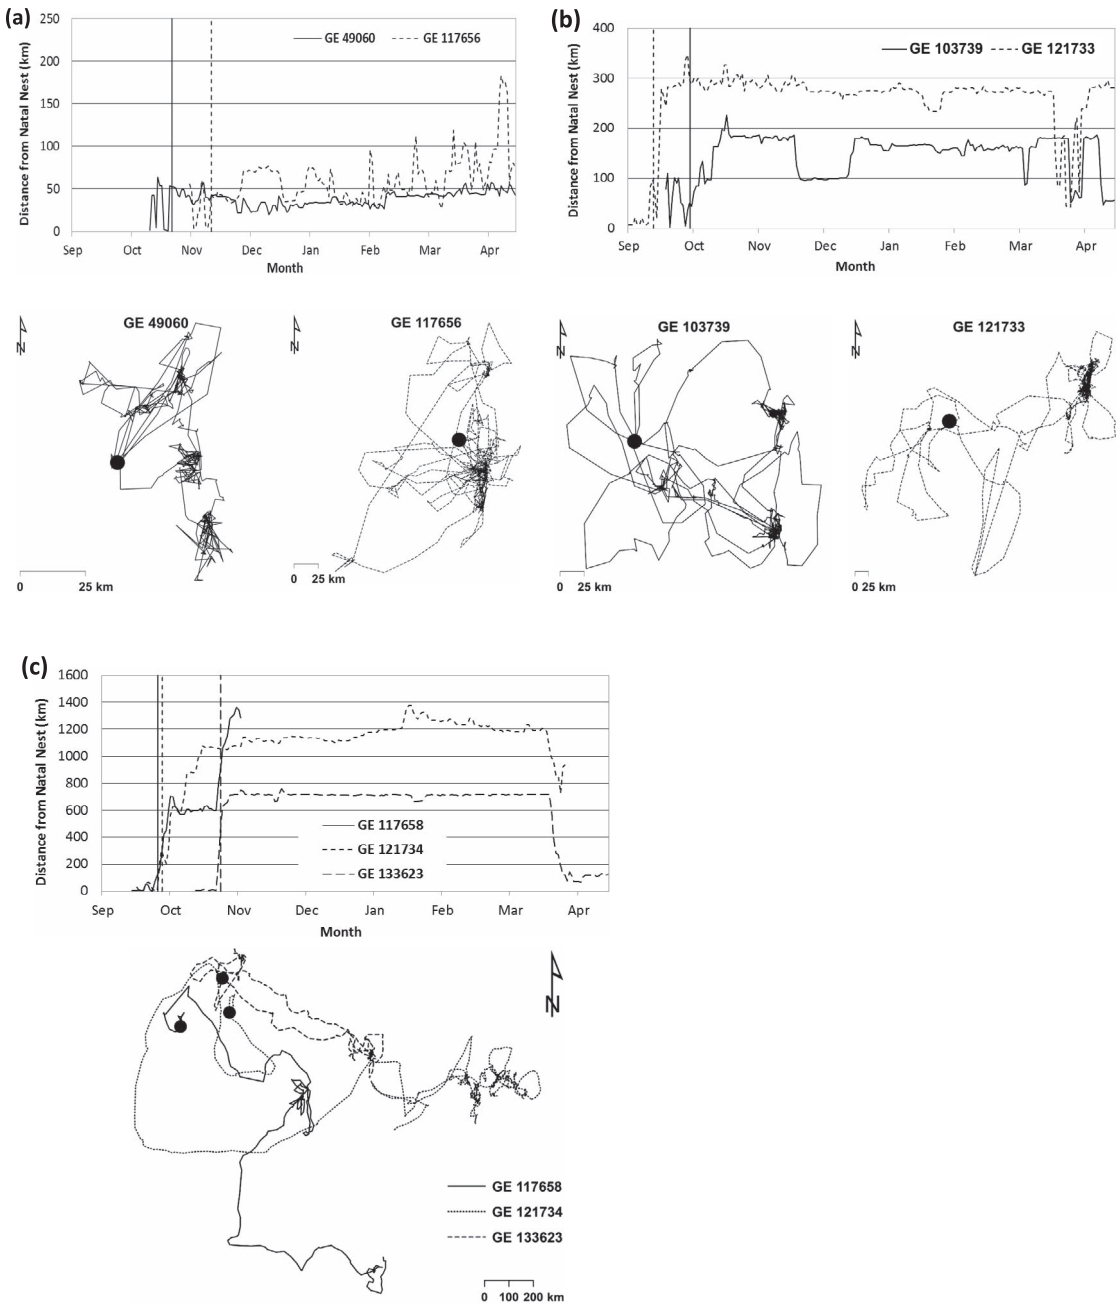 (a)
250
200
150
100
50
0
Distance from Natal Nest (km)
GE 49060 GE 117656
Sep Oct Nov Dec Jan Feb Mar Apr
Month
(b)
400
300
200
100
0
Distance from Natal Nest (km)
GE 103739 GE 121733
Sep Oct Nov Dec Jan Feb Mar Apr
Month
N
GE 49060
0 25 km
N
GE 117656
0 25 km
N
GE 103739
0 25 km
N
GE 121733
0 25 km
(c)
1600
1400
1200
1000
800
600
400
200
0
Distance from Natal Nest (km)
GE 117658
GE 121734
GE 133623
Sep Oct Nov Dec Jan Feb Mar Apr
Month
N
GE 117658
GE 121734
GE 133623
0 100 200 km